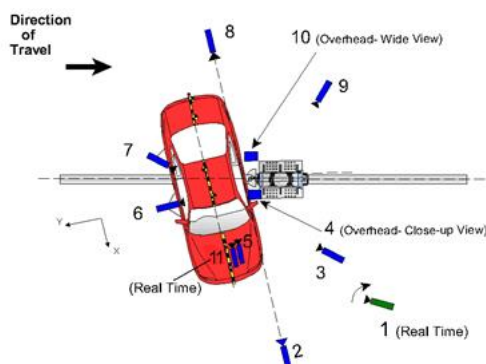 Direction
of
Travel
8
10 (Overhead- Wide View)
9
7
6
Y
X
4
(Overhead- Close-up View)
5
11
3
(Real Time)
1 (Real Time)
2